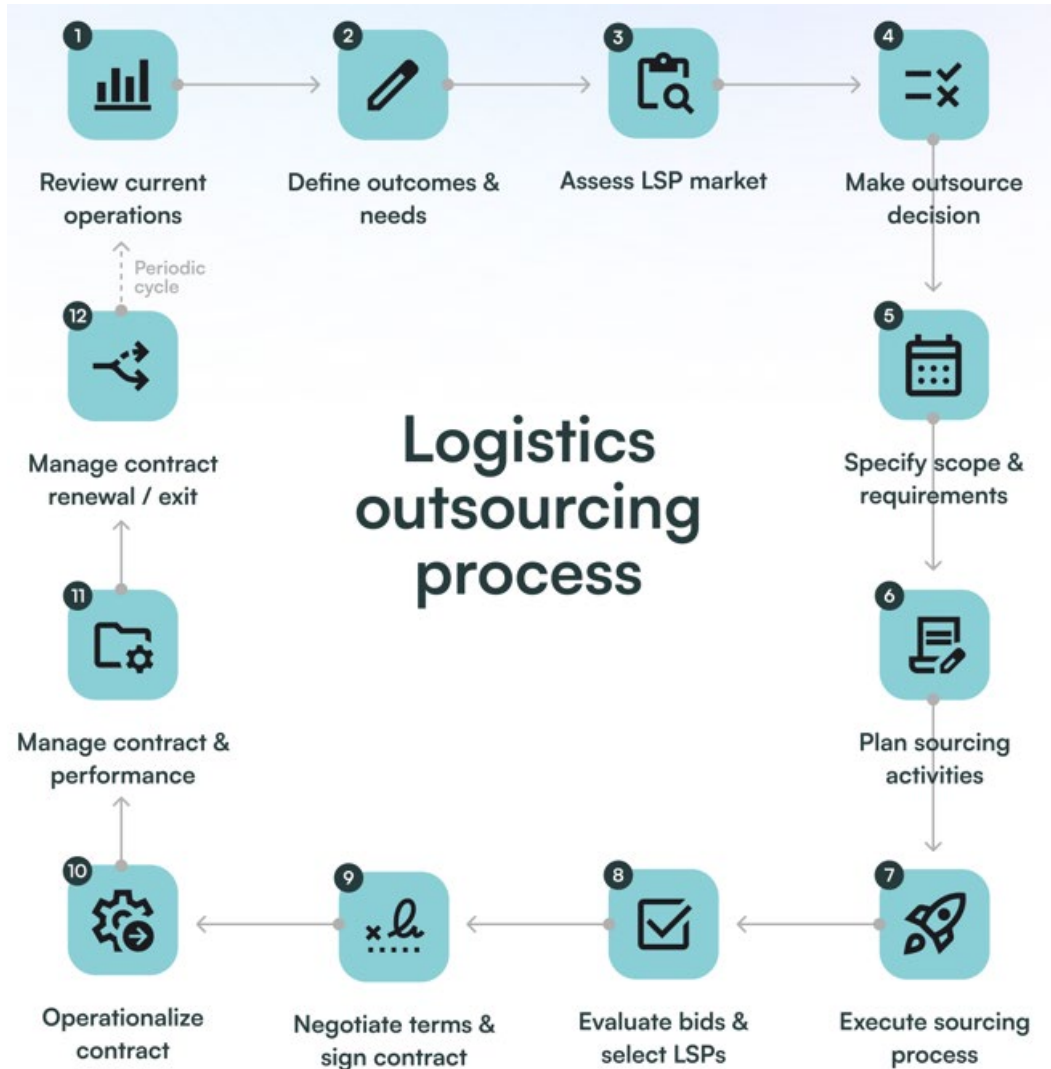 1
Review current
operations
2
Define outcomes &
needs
3
Assess LSP market
4
Make outsource
decision
5
Specify scope &
requirements
6
Plan sourcing
activities
7
Execute sourcing
process
8
Evaluate bids &
select LSPs
9
Negotiate terms &
sign contract
10
Operationalize
contract
11
Manage contract &
performance
12
Manage contract
renewal / exit
Periodic
cycle
Logistics
outsourcing
process